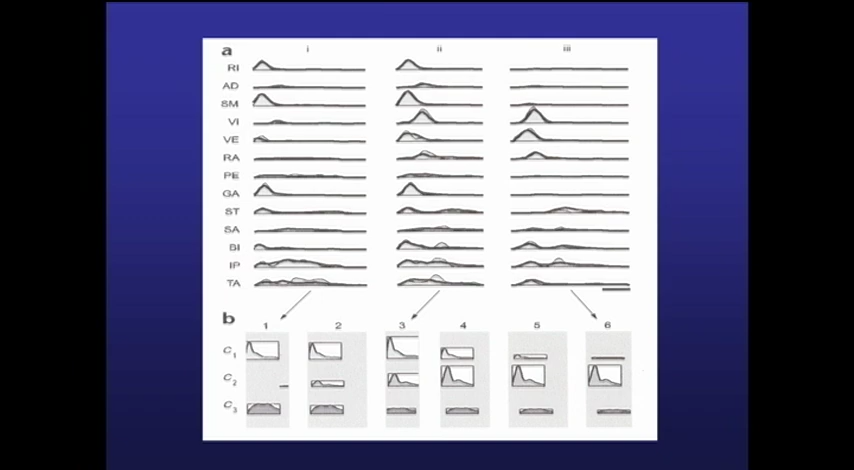 a
i ii iii
RI
AD
SM
VI
VE
RA
PE
GA
ST
SA
BI
IP
TA
b
1 2 3 4 5 6
C1
C2
C3